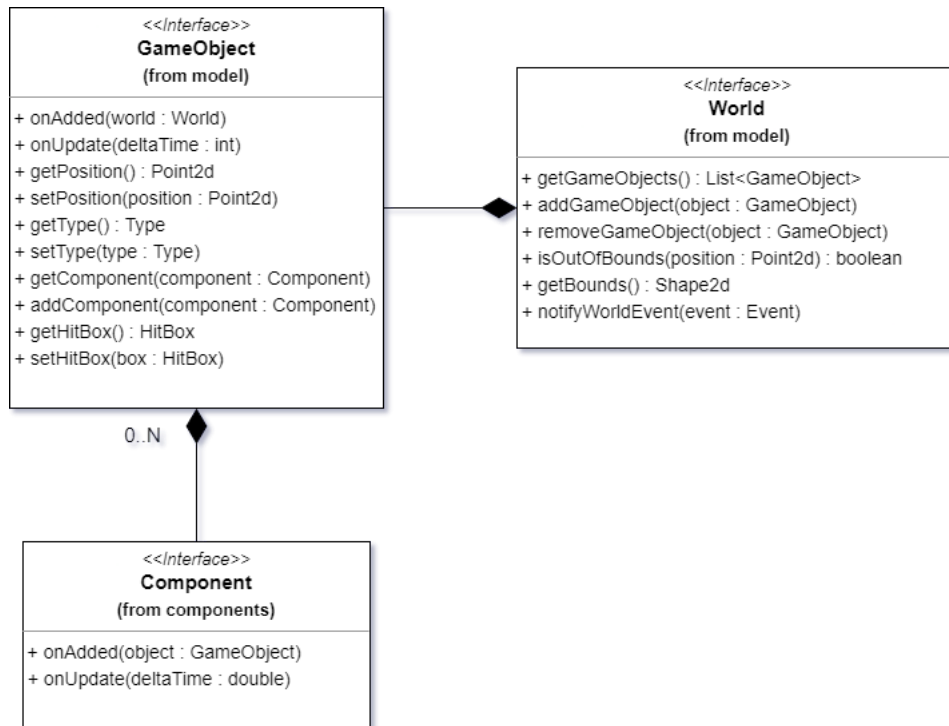 <<Interface>>
GameObject
(from model)
+ onAdded(world : World)
+ onUpdate(deltaTime : int)
+ getPosition() : Point2d
+ setPosition(position : Point2d)
+ getType() : Type
+ setType(type : Type)
+ getComponent(component : Component)
+ addComponent(component : Component)
+ getHitBox() : HitBox
+ setHitBox(box : HitBox)
<<Interface>>
World
(from model)
+ getGameObjects() : List<GameObject>
+ addGameObject(object : GameObject)
+ removeGameObject(object : GameObject)
+ isOutOfBounds(position : Point2d) : boolean
+ getBounds() : Shape2d
+ notifyWorldEvent(event : Event)
0..N
<<Interface>>
Component
(from components)
+ onAdded(object : GameObject)
+ onUpdate(deltaTime : double)